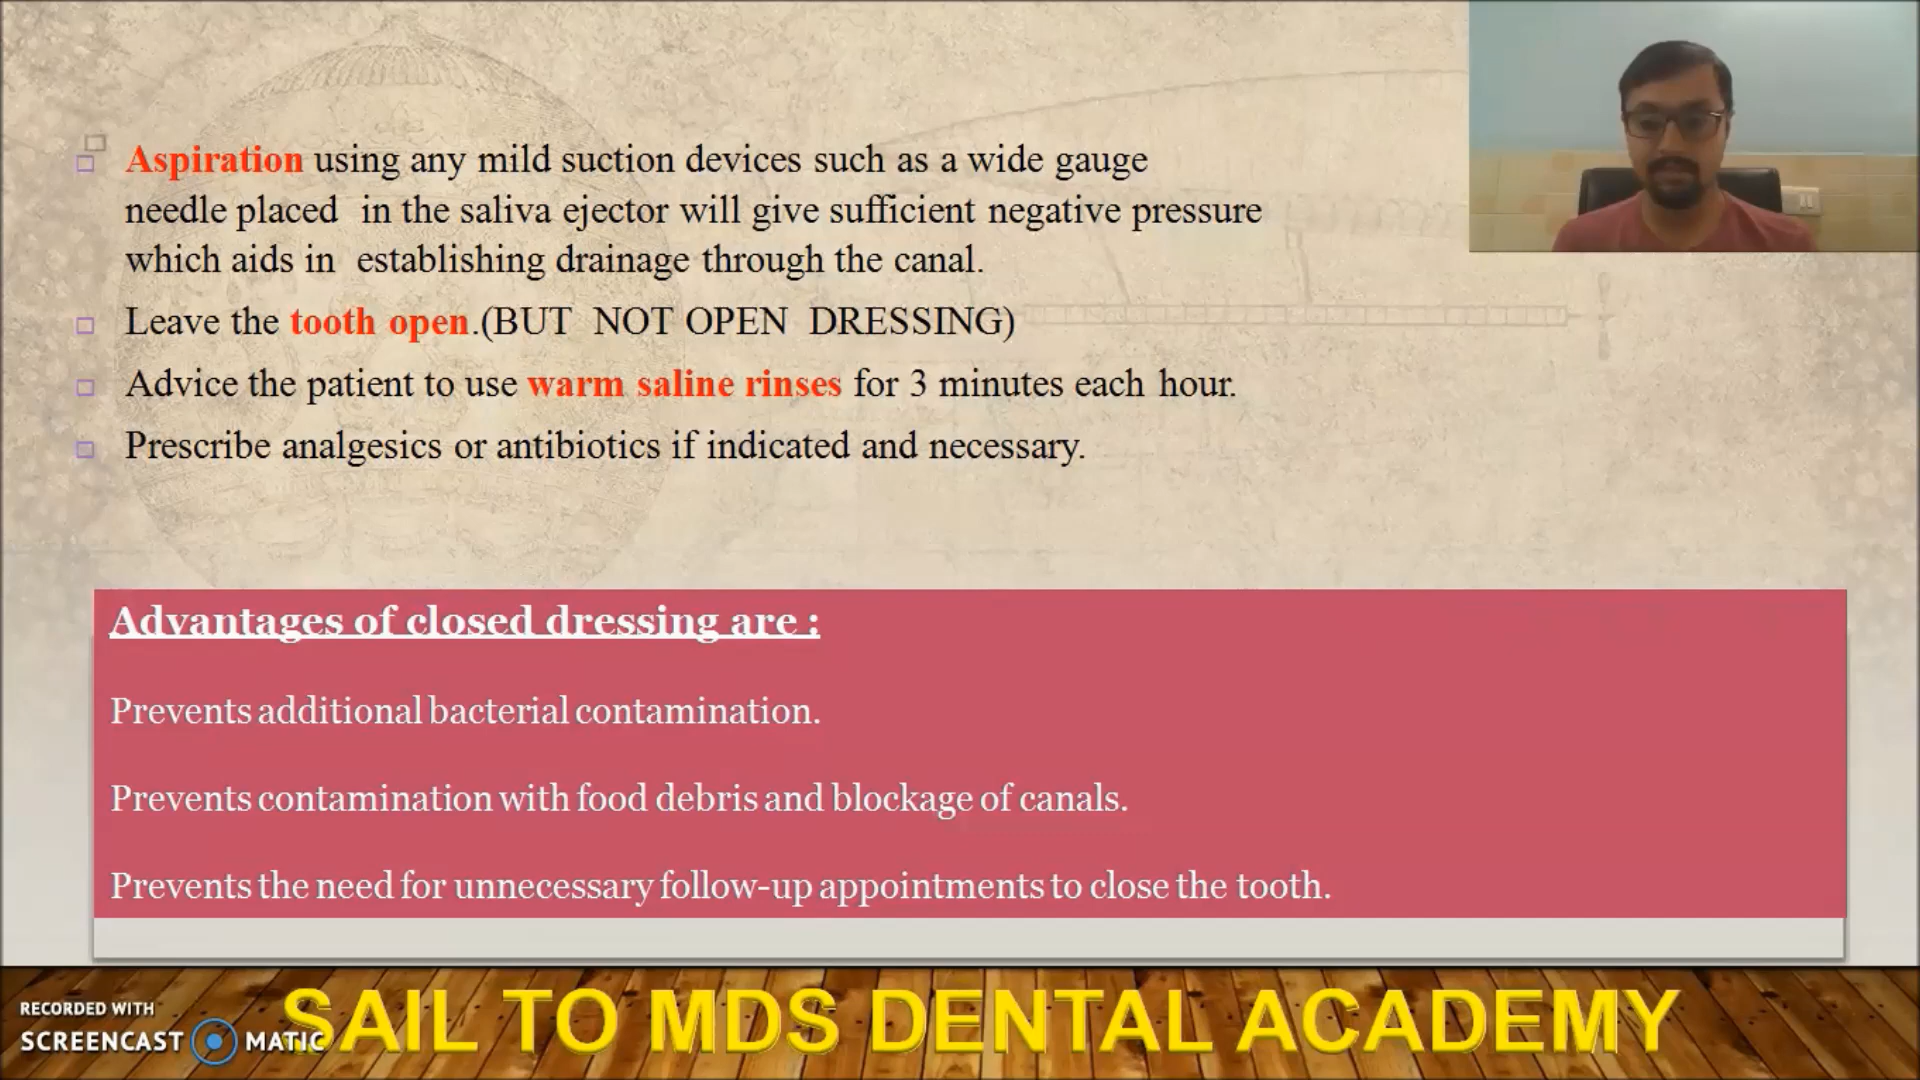 Aspiration using any mild suction devices such as a wide gauge
needle placed in the saliva ejector will give sufficient negative pressure
which aids in establishing drainage through the canal.
Leave the tooth open.(BUT NOT OPEN DRESSING)
Advice the patient to use warm saline rinses for 3 minutes each hour.
Prescribe analgesics or antibiotics if indicated and necessary.
Advantages of closed dressing are :
Prevents additional bacterial contamination.
Prevents contamination with food debris and blockage of canals.
Prevents the need for unnecessary follow-up appointments to close the tooth.
RECORDED WITH
SCREENCAST MATIC
SAIL TO MDS DENTAL ACADEMY